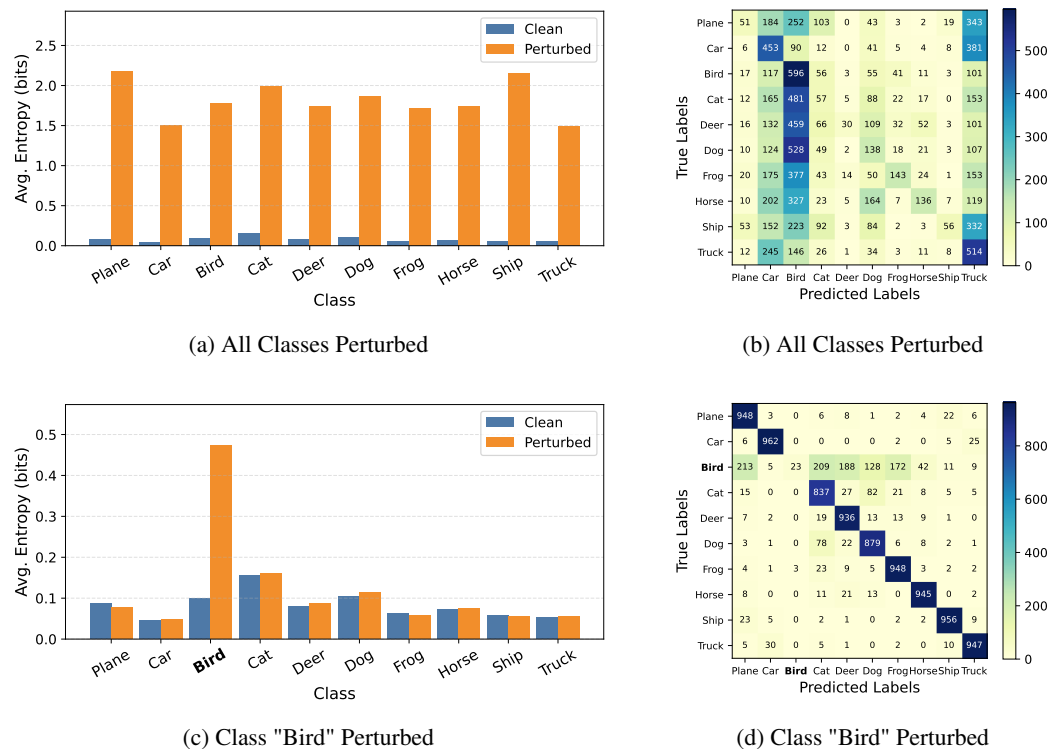 Clean
Perturbed
Avg. Entropy (bits)
2.5
2.0
1.5
1.0
0.5
0.0
Plane Car Bird Cat Deer Dog Frog Horse Ship Truck
Class
(a) All Classes Perturbed
True Labels
Plane 51 184 252 103 0 43 3 2 19 343
Car 6 453 90 12 0 41 5 4 8 381
Bird 17 117 596 56 3 55 41 11 3 101
Cat 12 165 481 57 5 88 22 17 0 153
Deer 16 132 459 66 30 109 32 52 3 101
Dog 10 124 528 49 2 138 18 21 3 107
Frog 20 175 377 43 14 50 143 24 1 153
Horse 10 202 327 23 5 164 7 136 7 119
Ship 53 152 223 92 3 84 2 3 56 332
Truck 12 245 146 26 1 34 3 11 8 514
Plane Car Bird Cat Deer Dog Frog Horse Ship Truck
Predicted Labels
500
400
300
200
100
0
(b) All Classes Perturbed
Clean
Perturbed
Avg. Entropy (bits)
0.5
0.4
0.3
0.2
0.1
0.0
Plane Car Bird Cat Deer Dog Frog Horse Ship Truck
Class
(c) Class "Bird" Perturbed
True Labels
Plane 948 3 0 6 8 1 2 4 22 6
Car 6 962 0 0 0 0 2 0 5 25
Bird 213 5 23 209 188 128 172 42 11 9
Cat 15 0 0 837 27 82 21 8 5 5
Deer 7 2 0 19 936 13 13 9 1 0
Dog 3 1 0 78 22 879 6 8 2 1
Frog 4 1 3 23 9 5 948 3 2 2
Horse 8 0 0 11 21 13 0 945 0 2
Ship 23 5 0 2 1 0 2 2 956 9
Truck 5 30 0 5 1 0 2 0 10 947
Plane Car Bird Cat Deer Dog Frog Horse Ship Truck
Predicted Labels
800
600
400
200
0
(d) Class "Bird" Perturbed